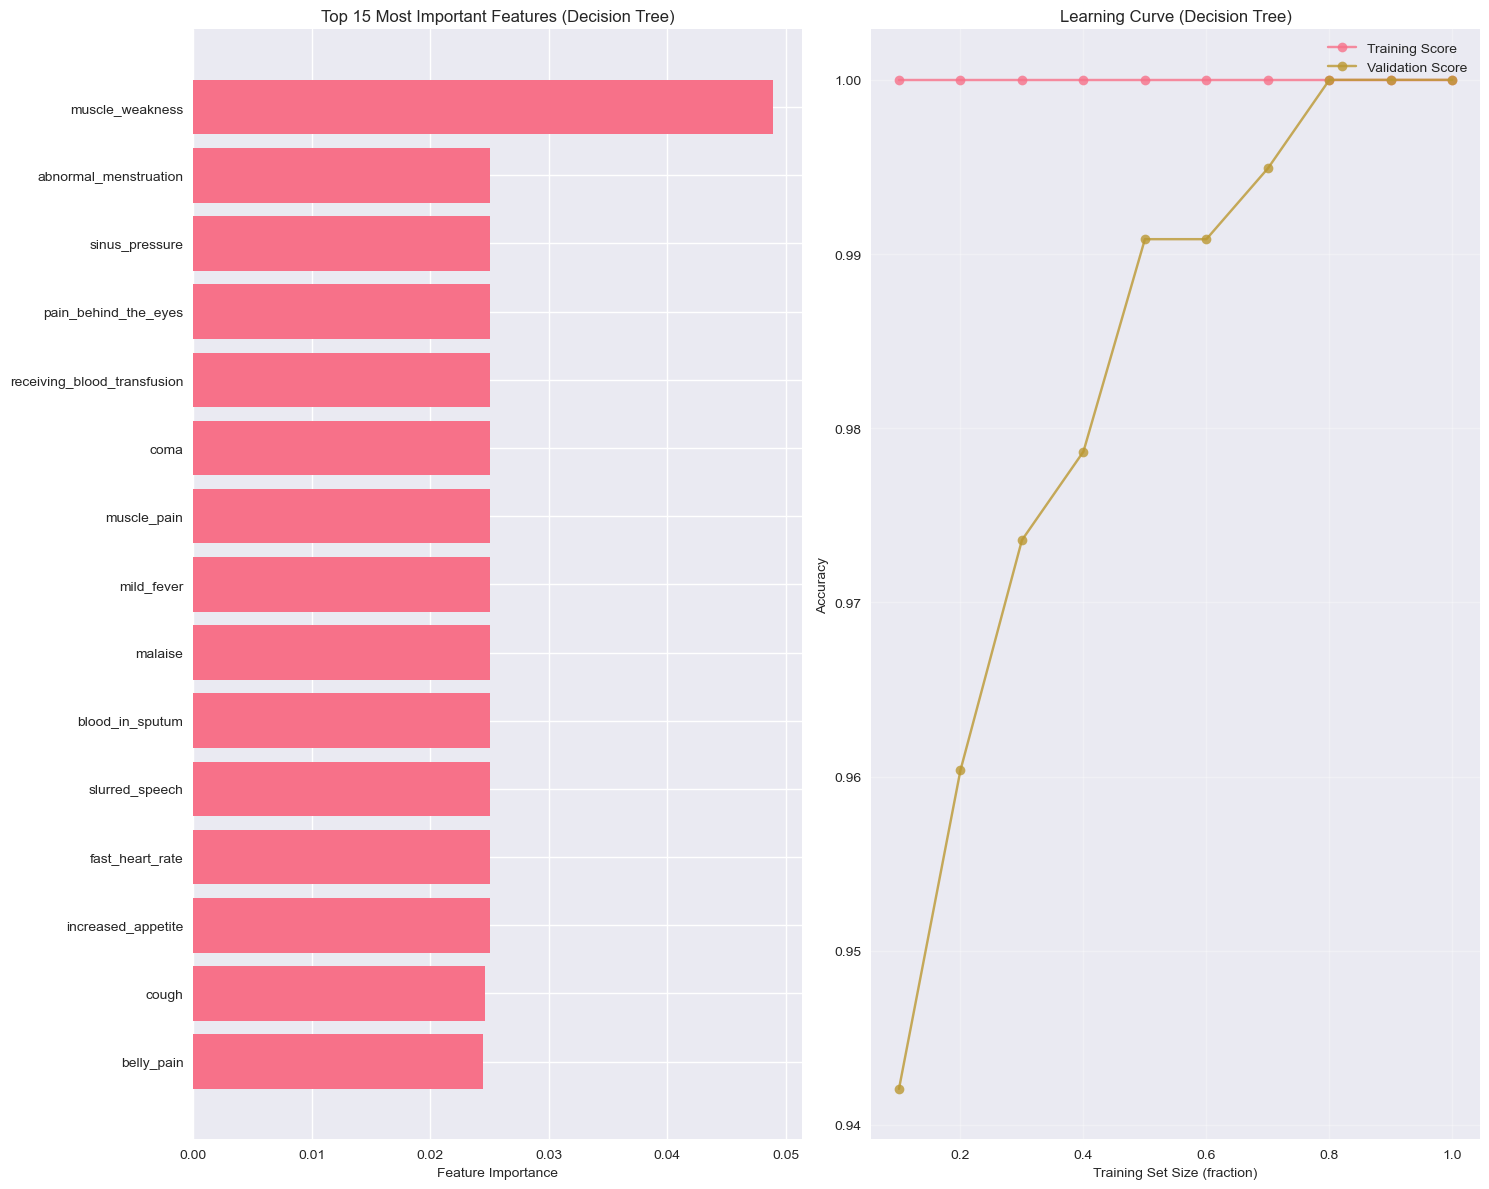 Top 15 Most Important Features (Decision Tree)
muscle_weakness
abnormal_menstruation
sinus_pressure
pain_behind_the_eyes
receiving_blood_transfusion
coma
muscle_pain
mild_fever
malaise
blood_in_sputum
slurred_speech
fast_heart_rate
increased_appetite
cough
belly_pain
0.00 0.01 0.02 0.03 0.04 0.05
Feature Importance
Learning Curve (Decision Tree)
Training Score
Validation Score
1.00
0.99
0.98
0.97
0.96
0.95
0.94
Accuracy
0.2 0.4 0.6 0.8 1.0
Training Set Size (fraction)